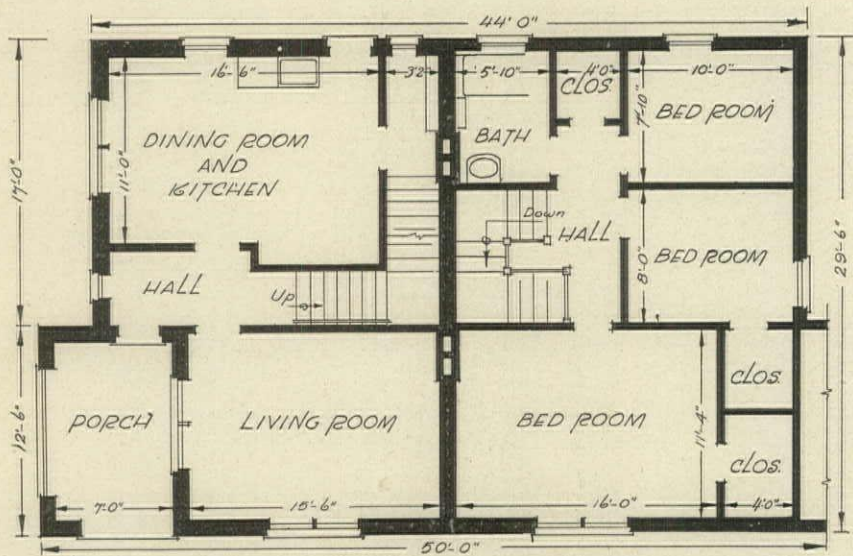 44'0"
16'-6"
3'2"
5'-10"
4'0"
CLOS.
10'-0"
7'-10"
BED ROOM
BATH
DINING ROOM
AND
KITCHEN
11'-0"
17'-0"
29'-6"
Down
HALL
BED ROOM
8'-0"
HALL
Up
12'-6"
PORCH
LIVING ROOM
BED ROOM
11'-4"
CLOS.
CLOS.
7'-0"
15'-6"
16'-0"
4'0"
50'-0"